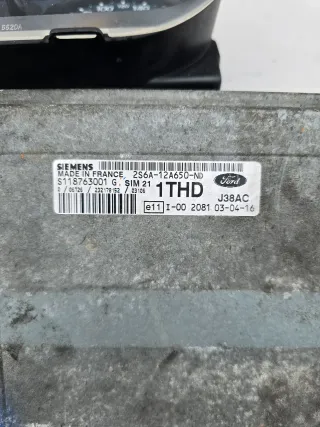 SIEMENS
MADE IN FRANCE 2S6A-12A650-ND
S118763001 G SIM 21 1THD Ford
J38AC
e11 I-00 2081 03-04-16